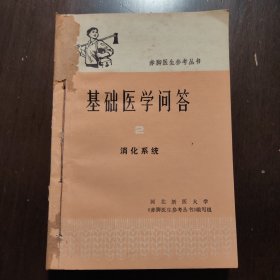 赤脚医生参考丛书
基础医学问答
2
消化系统
河北新医大学
《赤脚医生参考丛书》编写组